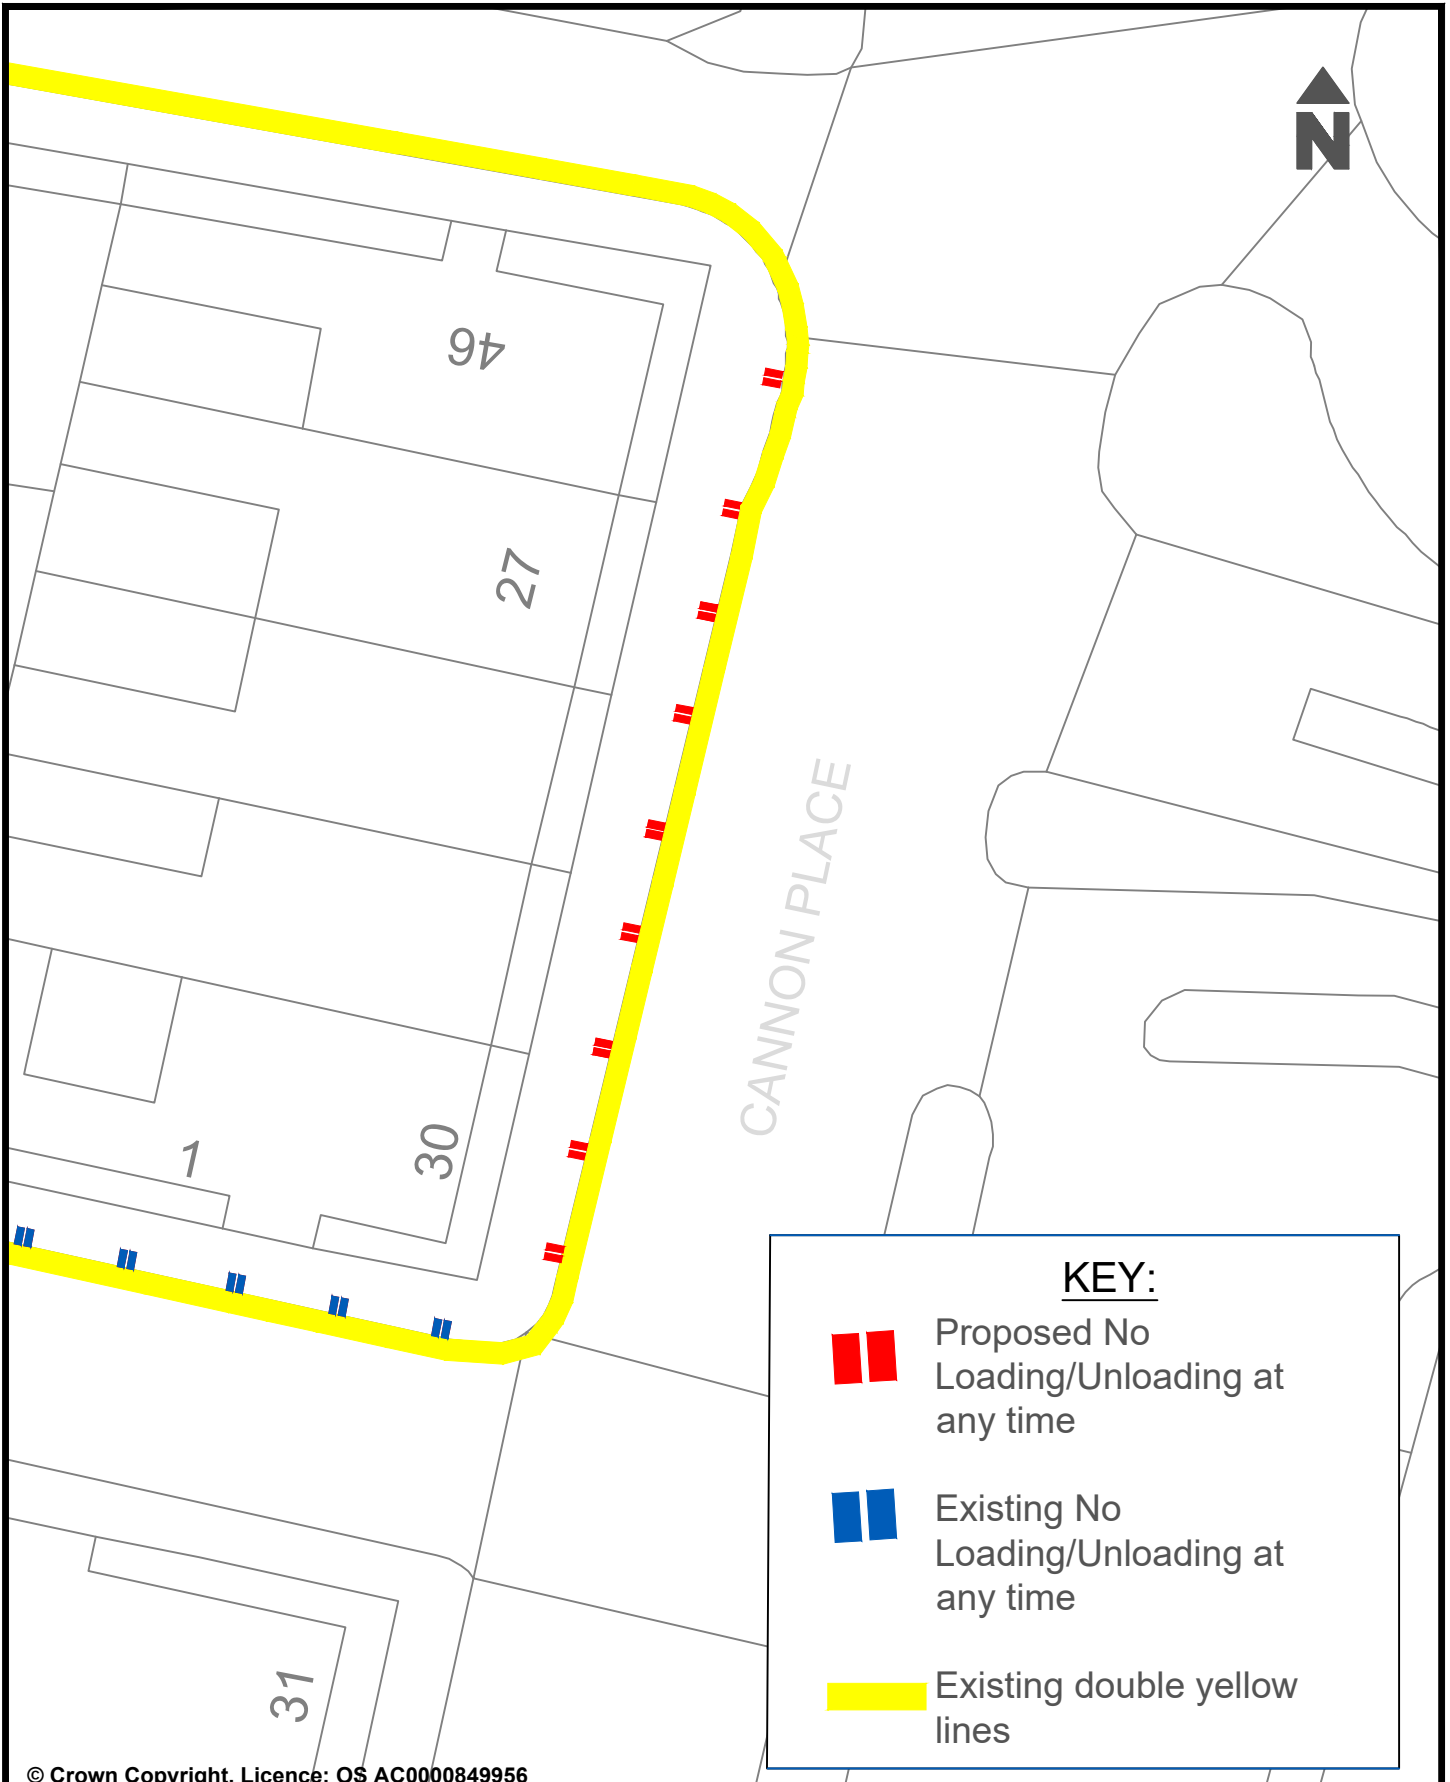 N
46
27
CANNON PLACE
1
30
KEY:
Proposed No
Loading/Unloading at
any time
Existing No
Loading/Unloading at
any time
Existing double yellow
lines
31
© Crown Copyright. Licence: OS AC0000849956